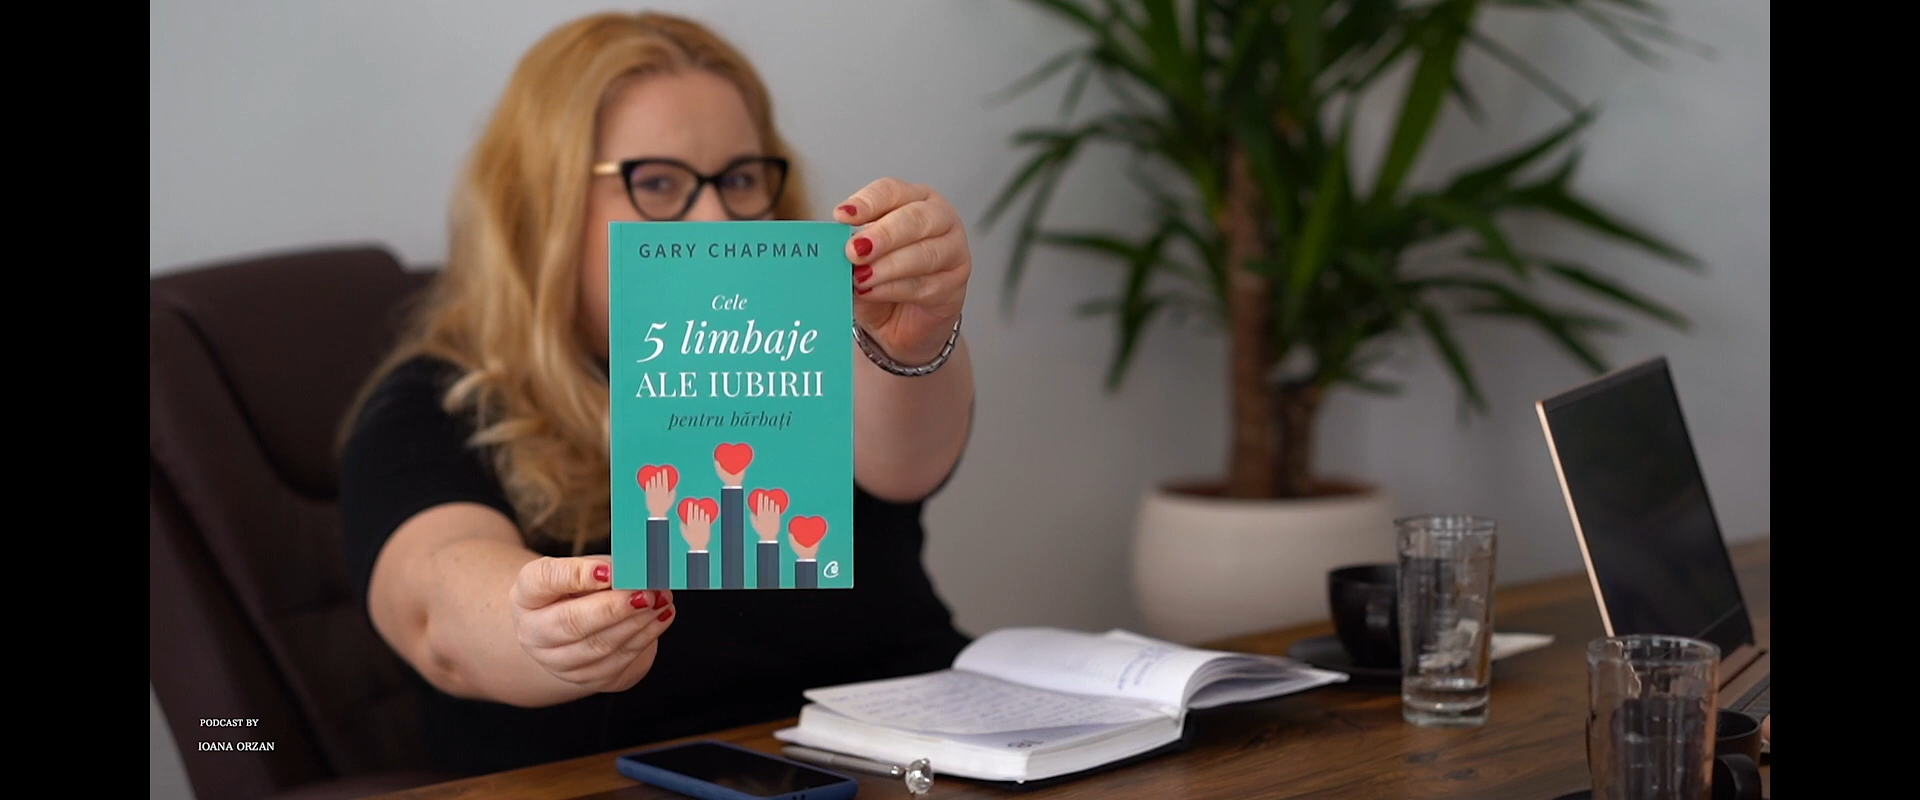 GARY CHAPMAN
Cele
5 limbaje
ALE IUBIRII
pentru bărbați
PODCAST BY
IOANA ORZAN